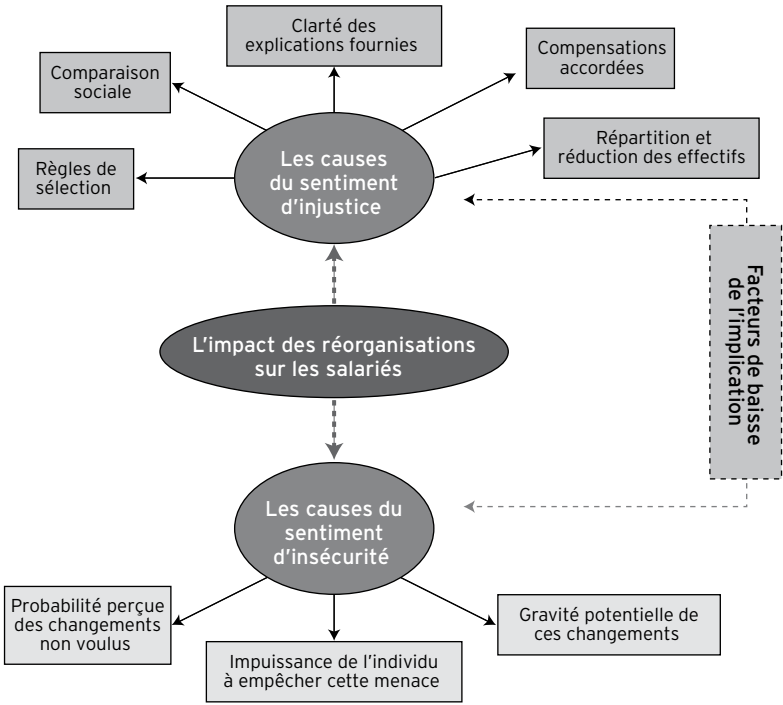 Clarté des
explications fournies
Comparaison
sociale
Compensations
accordées
Règles de
sélection
Les causes
du sentiment
d'injustice
Répartition et
réduction des effectifs
L'impact des réorganisations
sur les salariés
Facteurs de baisse
de l'implication
Les causes du
sentiment
d'insécurité
Probabilité perçue
des changements
non voulus
Impuissance de l'individu
à empêcher cette menace
Gravité potentielle de
ces changements